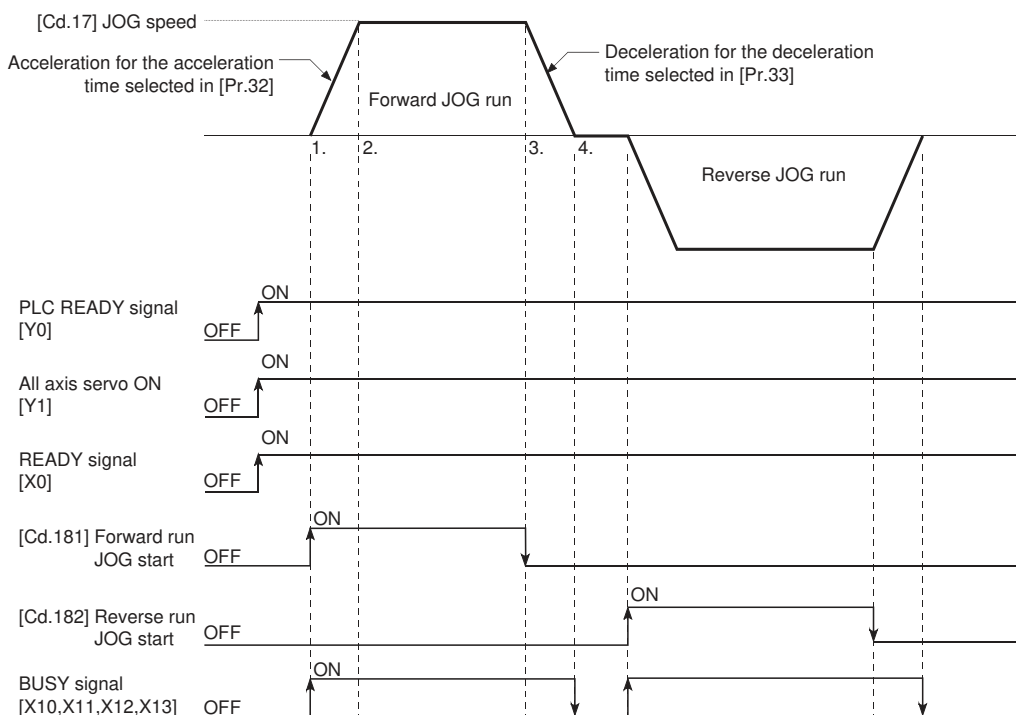 [Cd.17] JOG speed
Acceleration for the acceleration
time selected in [Pr.32]
Deceleration for the deceleration
time selected in [Pr.33]
Forward JOG run
1.
2.
3.
4.
Reverse JOG run
ON
PLC READY signal
[Y0]
OFF
ON
All axis servo ON
[Y1]
OFF
ON
READY signal
[X0]
OFF
ON
[Cd.181] Forward run
JOG start
OFF
ON
[Cd.182] Reverse run
JOG start
OFF
ON
BUSY signal
[X10,X11,X12,X13]
OFF